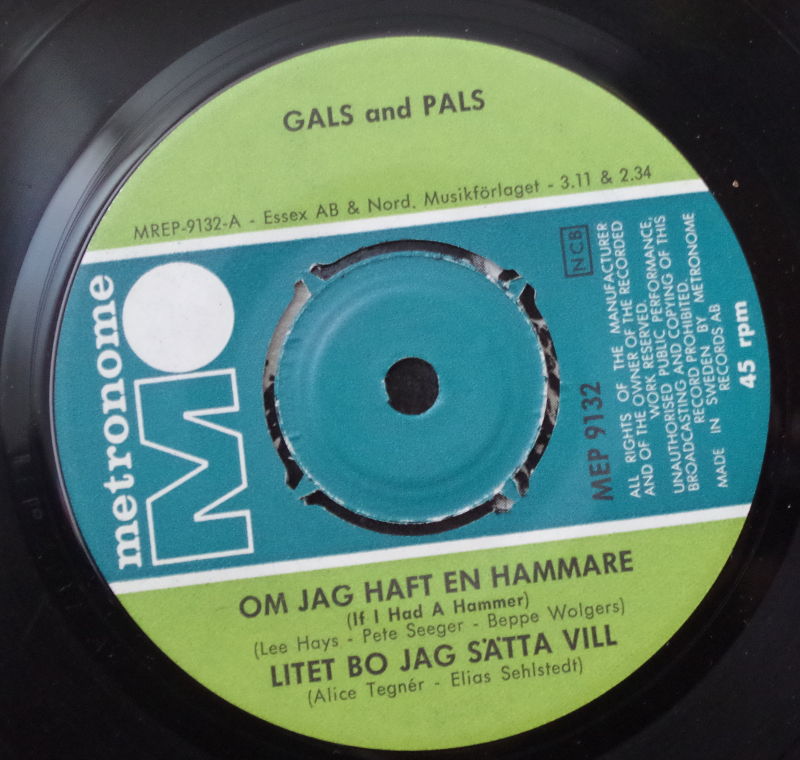 GALS and PALS
MREP-9132-A - Essex AB & Nord. Musikförlaget - 3.11 & 2.34
metronome
M
NCB
MEP 9132
ALL RIGHTS OF THE MANUFACTURER
AND OF THE OWNER OF THE RECORDED
WORK RESERVED.
UNAUTHORISED PUBLIC PERFORMANCE,
BROADCASTING AND COPYING OF THIS
RECORD PROHIBITED.
MADE IN SWEDEN BY METRONOME
RECORDS AB
45 rpm
OM JAG HAFT EN HAMMARE
(If I Had A Hammer)
(Lee Hays - Pete Seeger - Beppe Wolgers)
LITET BO JAG SÄTTA VILL
(Alice Tegnér - Elias Sehlstedt)